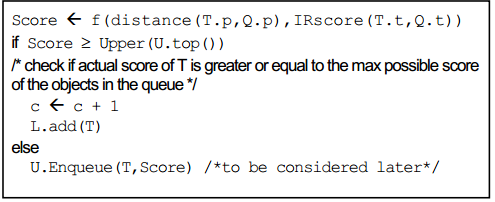 Score ← f(distance(T.p,Q.p),IRscore(T.t,Q.t))
if Score ≥ Upper(U.top())
/* check if actual score of T is greater or equal to the max possible score
of the objects in the queue */
c ← c + 1
L.add(T)
else
U.Enqueue(T,Score) /*to be considered later*/